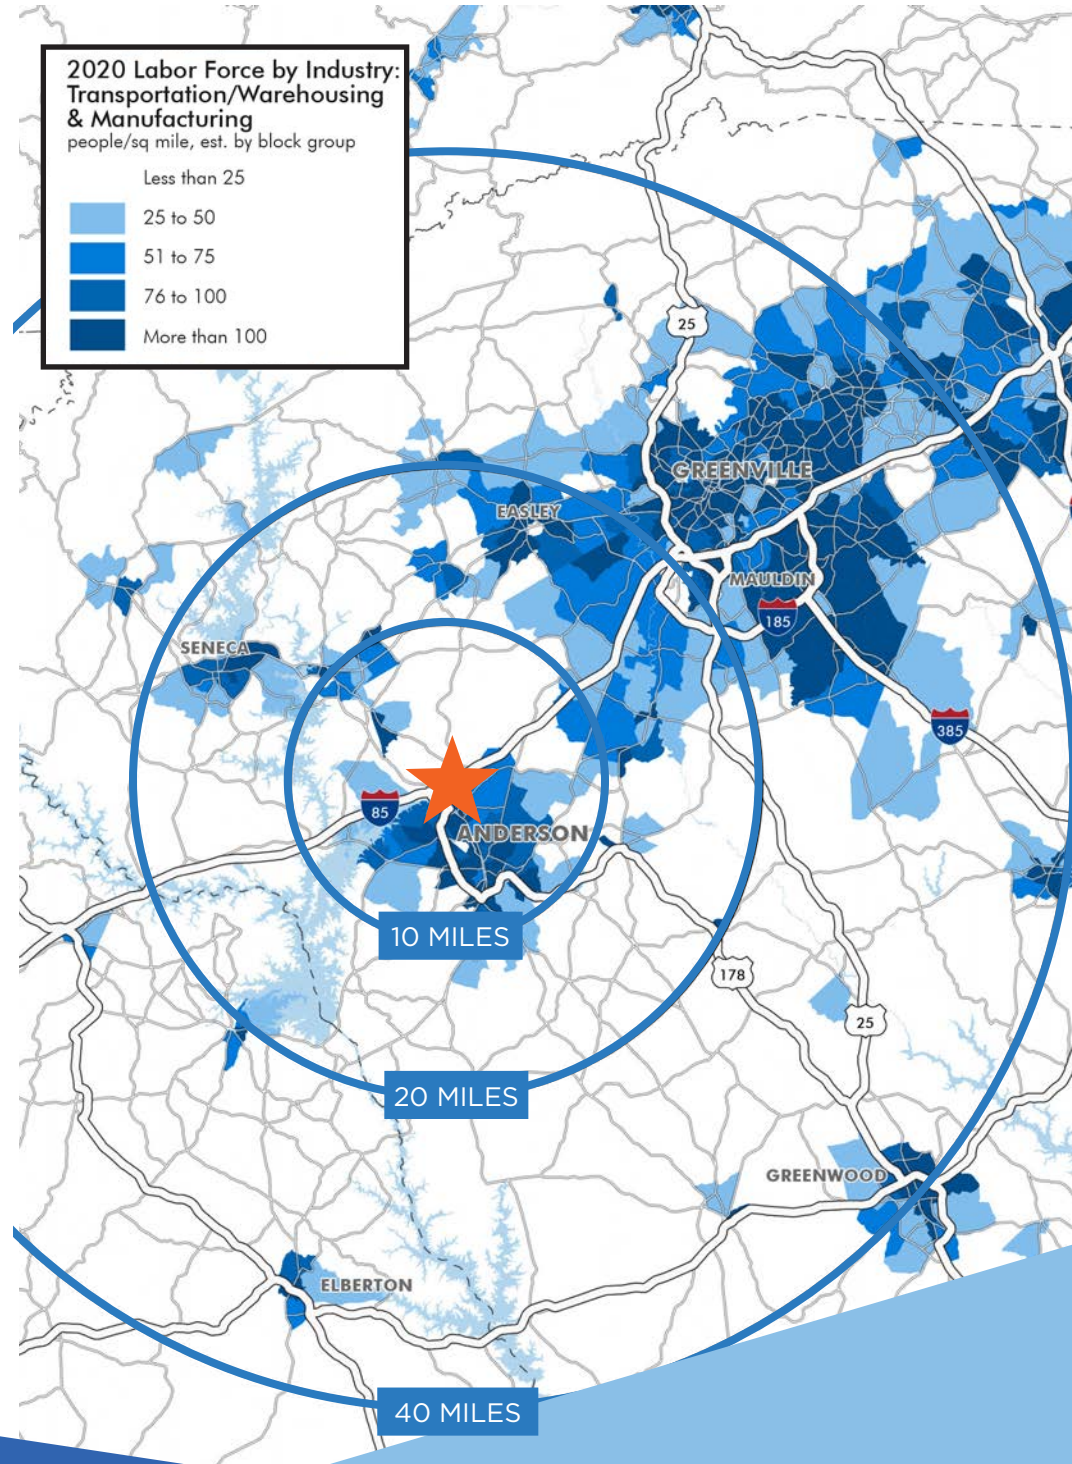 2020 Labor Force by Industry:
Transportation/Warehousing
& Manufacturing
people/sq mile, est. by block group
Less than 25
25 to 50
51 to 75
76 to 100
More than 100
25
GREENVILLE
EASLEY
MAULDIN
185
SENECA
385
85
ANDERSON
10 MILES
178
25
20 MILES
GREENWOOD
ELBERTON
40 MILES